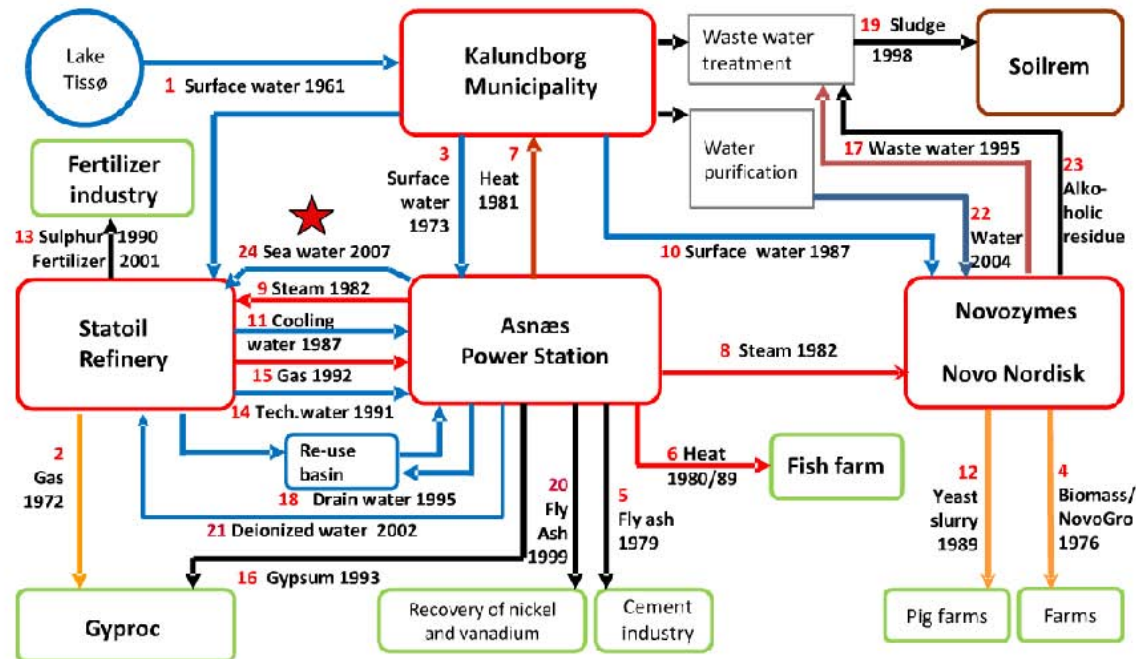 Lake
Tissø
1 Surface water 1961
Kalundborg
Municipality
Waste water
treatment
19 Sludge
1998
Soilrem
Fertilizer
industry
3
Surface
water
1973
7
Heat
1981
Water
purification
17 Waste water 1995
23
Alko-
holic
residue
13 Sulphur 1990
Fertilizer 2001
24 Sea water 2007
10 Surface water 1987
22
Water
2004
Statoil
Refinery
9 Steam 1982
11 Cooling
water 1987
15 Gas 1992
14 Tech.water 1991
Asnæs
Power Station
8 Steam 1982
Novozymes
Novo Nordisk
2
Gas
1972
Re-use
basin
18 Drain water 1995
21 Deionized water 2002
16 Gypsum 1993
20
Fly
Ash
1999
5
Fly ash
1979
6 Heat
1980/89
Fish farm
12
Yeast
slurry
1989
4
Biomass/
NovoGro
1976
Gyproc
Recovery of nickel
and vanadium
Cement
industry
Pig farms
Farms